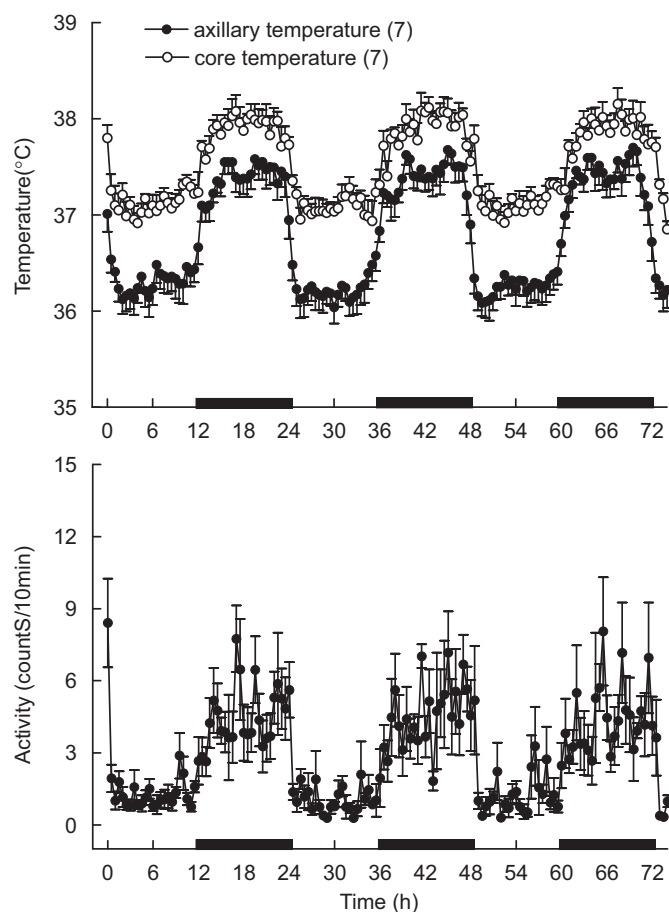 axillary temperature (7)
core temperature (7)
39
38
37
36
35
Temperature(°C)
0 6 12 18 24 30 36 42 48 54 60 66 72
15
12
9
6
3
0
Activity (countS/10min)
0 6 12 18 24 30 36 42 48 54 60 66 72
Time (h)